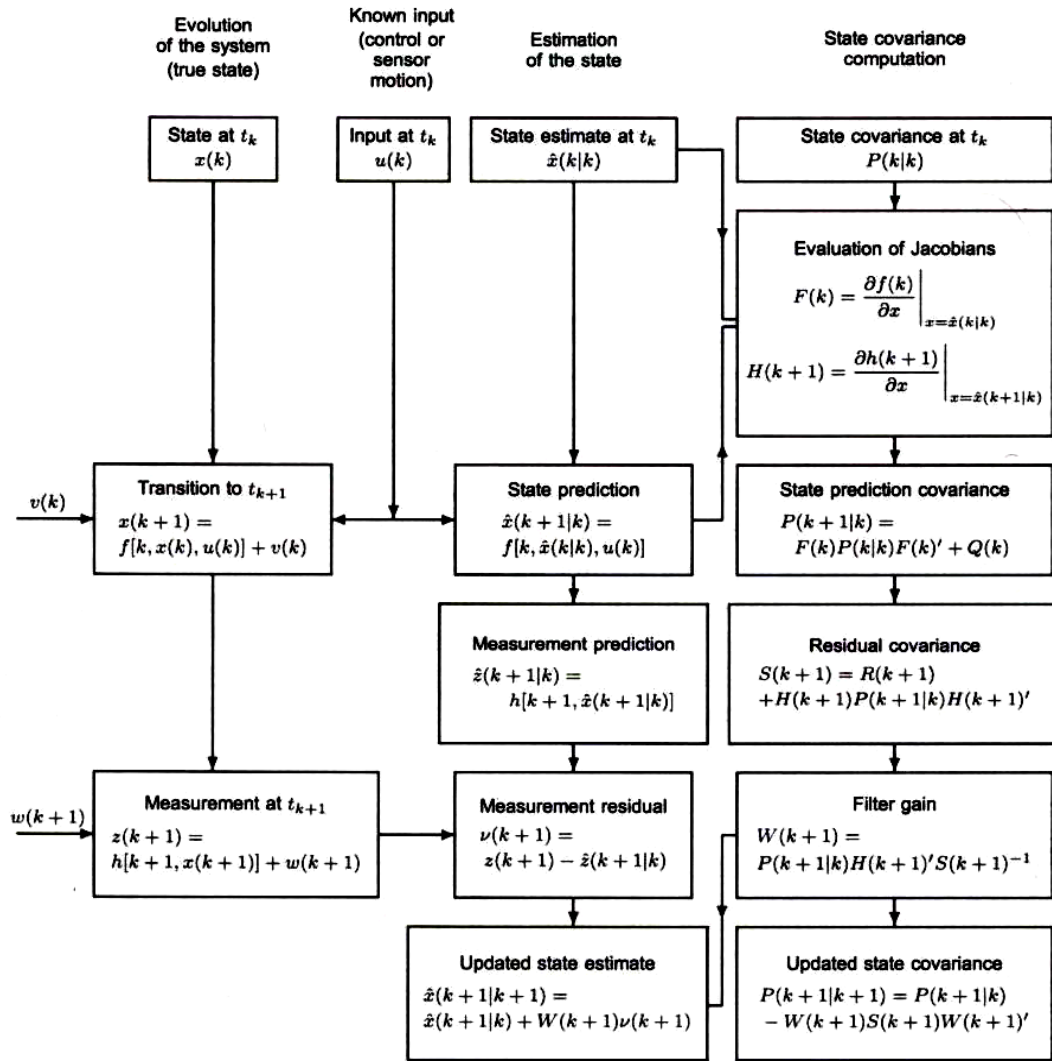 Evolution
of the system
(true state)
Known input
(control or
sensor
motion)
Estimation
of the state
State covariance
computation
State at t_k
x(k)
Input at t_k
u(k)
State estimate at t_k
x̂(k|k)
State covariance at t_k
P(k|k)
Evaluation of Jacobians
F(k) = ∂f(k)/∂x |_{x=x̂(k|k)}
H(k + 1) = ∂h(k + 1)/∂x |_{x=x̂(k+1|k)}
v(k)
Transition to t_{k+1}
x(k + 1) =
f[k, x(k), u(k)] + v(k)
State prediction
x̂(k + 1|k) =
f[k, x̂(k|k), u(k)]
State prediction covariance
P(k + 1|k) =
F(k)P(k|k)F(k)′ + Q(k)
Measurement prediction
ẑ(k + 1|k) =
h[k + 1, x̂(k + 1|k)]
Residual covariance
S(k + 1) = R(k + 1)
+H(k + 1)P(k + 1|k)H(k + 1)′
w(k + 1)
Measurement at t_{k+1}
z(k + 1) =
h[k + 1, x(k + 1)] + w(k + 1)
Measurement residual
ν(k + 1) =
z(k + 1) − ẑ(k + 1|k)
Filter gain
W(k + 1) =
P(k + 1|k)H(k + 1)′S(k + 1)^{−1}
Updated state estimate
x̂(k + 1|k + 1) =
x̂(k + 1|k) + W(k + 1)ν(k + 1)
Updated state covariance
P(k + 1|k + 1) = P(k + 1|k)
− W(k + 1)S(k + 1)W(k + 1)′